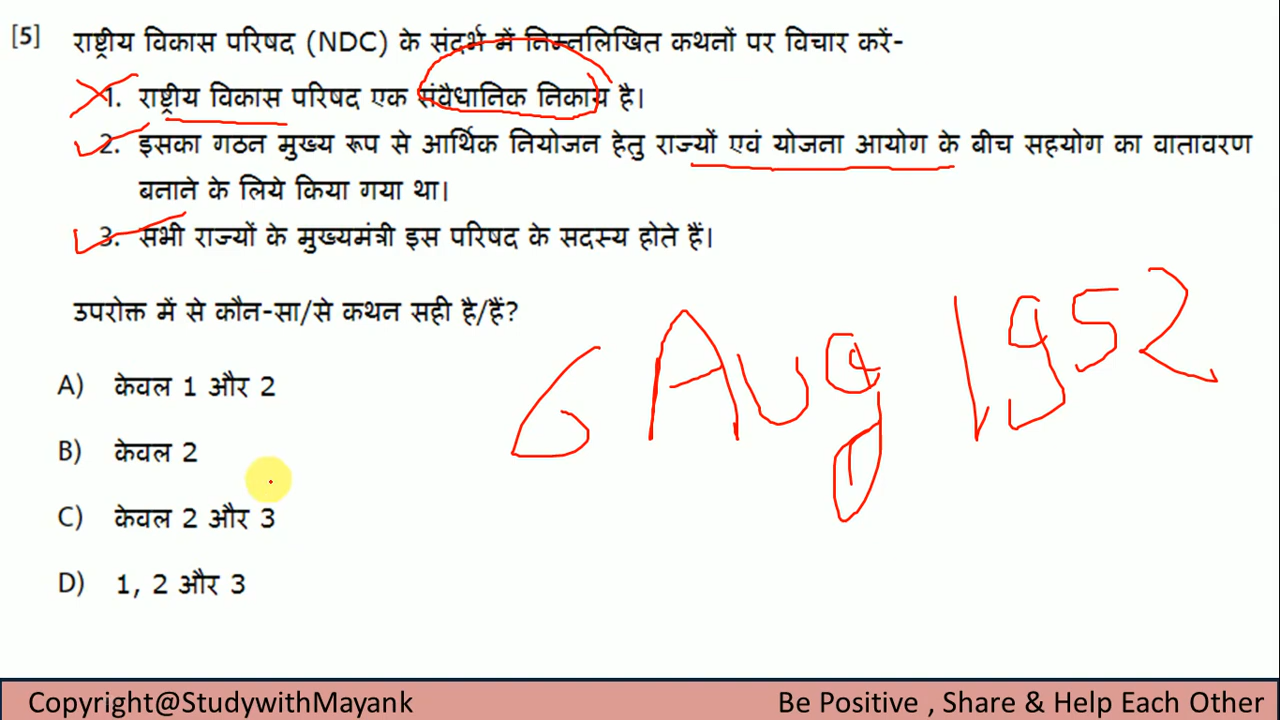 [5] राष्ट्रीय विकास परिषद (NDC) के संदर्भ में निम्नलिखित कथनों पर विचार करें-
1. राष्ट्रीय विकास परिषद एक संवैधानिक निकाय है।
2. इसका गठन मुख्य रूप से आर्थिक नियोजन हेतु राज्यों एवं योजना आयोग के बीच सहयोग का वातावरण
बनाने के लिये किया गया था।
3. सभी राज्यों के मुख्यमंत्री इस परिषद के सदस्य होते हैं।
उपरोक्त में से कौन-सा/से कथन सही है/हैं?
6 Aug 1952
A) केवल 1 और 2
B) केवल 2
C) केवल 2 और 3
D) 1, 2 और 3
Copyright@StudywithMayank Be Positive , Share & Help Each Other